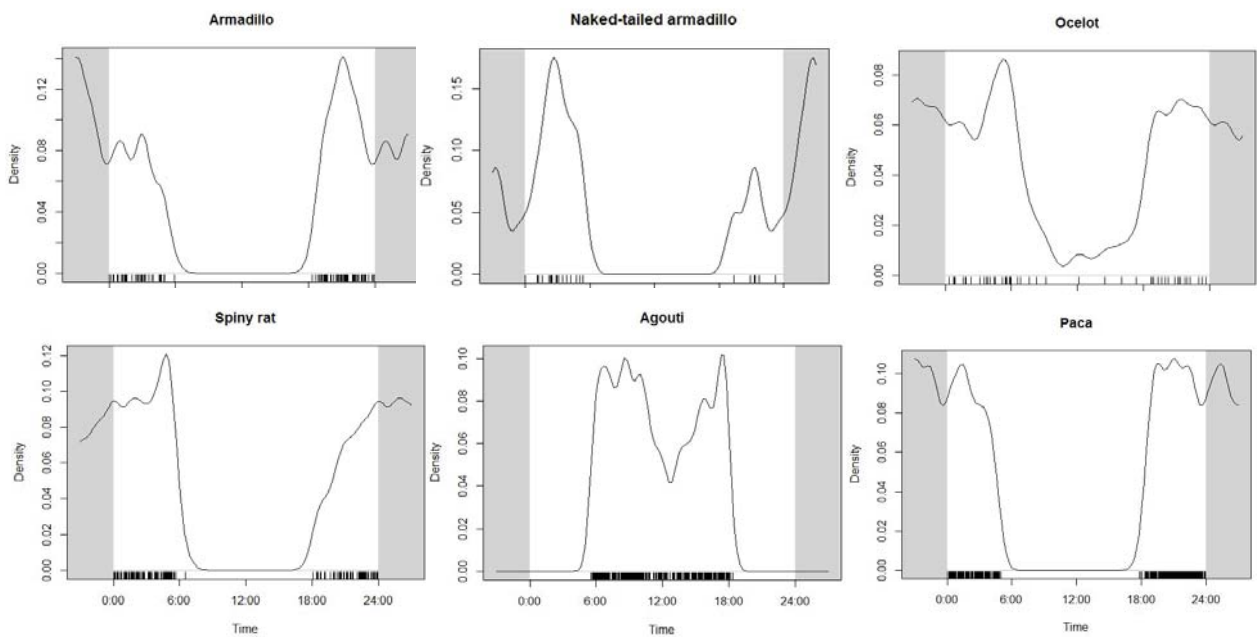 Armadillo
Density
0.00 0.04 0.08 0.12
Naked-tailed armadillo
Density
0.00 0.05 0.10 0.15
Ocelot
Density
0.00 0.02 0.04 0.06 0.08
Spiny rat
Density
0.00 0.02 0.04 0.06 0.08 0.10 0.12
0:00 6:00 12:00 18:00 24:00
Time
Agouti
Density
0.00 0.02 0.04 0.06 0.08 0.10
0:00 6:00 12:00 18:00 24:00
Time
Paca
Density
0.00 0.02 0.04 0.06 0.08 0.10
0:00 6:00 12:00 18:00 24:00
Time